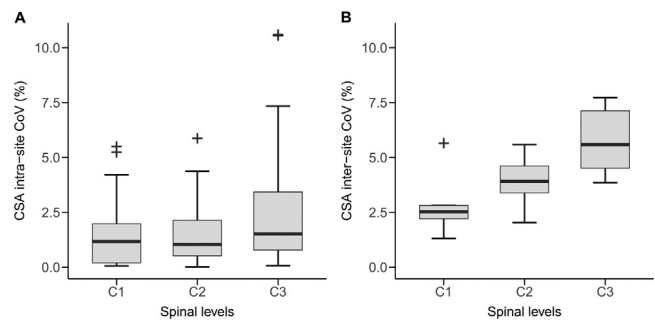 A
CSA intra−site CoV (%)
10.0
7.5
5.0
2.5
0.0
C1 C2 C3
Spinal levels
B
CSA inter−site CoV (%)
10.0
7.5
5.0
2.5
0.0
C1 C2 C3
Spinal levels